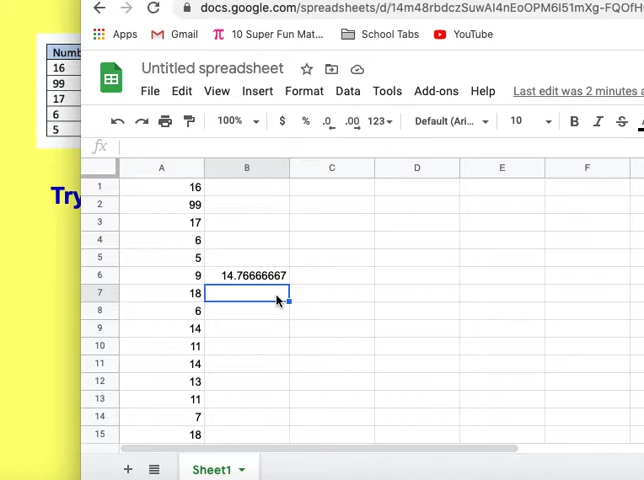 docs.google.com/spreadsheets/d/14m48rbdczSuwAI4nEoOPM6I51mXg-FQOfH
Apps Gmail 10 Super Fun Mat... School Tabs YouTube
Untitled spreadsheet
File Edit View Insert Format Data Tools Add-ons Help Last edit was 2 minutes a
100% $ % .0 .00 123 Default (Ari... 10 B I S A
fx
A B C D E F
1 16
2 99
3 17
4 6
5 5
6 9 14.76666667
7 18
8 6
9 14
10 11
11 14
12 13
13 11
14 7
15 18
+ Sheet1
Numb
16
99
17
6
5
Try